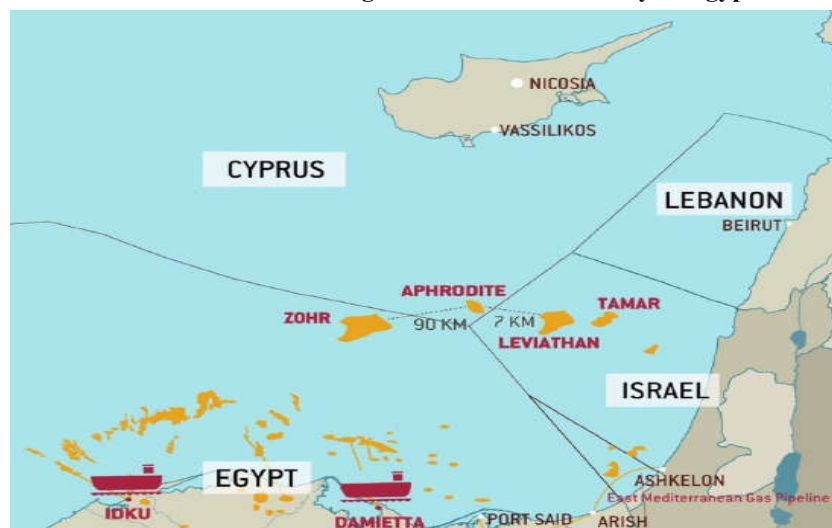 NICOSIA
VASSILIKOS
CYPRUS
LEBANON
BEIRUT
APHRODITE
ZOHR
TAMAR
90 KM
7 KM
LEVIATHAN
ISRAEL
EGYPT
ASHKELON
East Mediterranean Gas Pipeline
IDKU
DAMIETTA
PORT SAID
ARISH